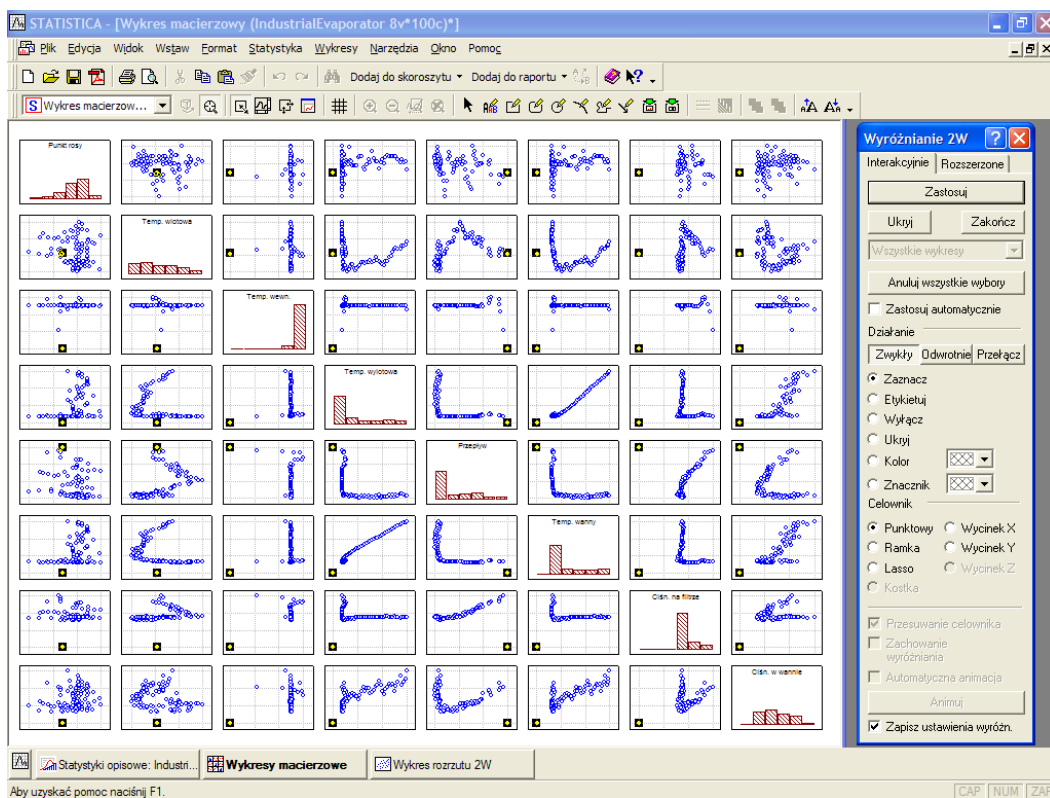 STATISTICA - [Wykres macierzowy (IndustrialEvaporator 8v*100c)*]
Plik Edycja Widok Wstaw Format Statystyka Wykresy Narzędzia Okno Pomoc
Dodaj do skoroszytu Dodaj do raportu
Wykres macierzow...
Punkt rosy
Temp. wlotowa
Temp. wewn.
Temp. wylotowa
Przepływ
Temp. wanny
Ciśn. na filtrze
Ciśn. w wannie
Wyróżnianie 2W
Interakcyjnie Rozszerzone
Zastosuj
Ukryj Zakończ
Wszystkie wykresy
Anuluj wszystkie wybory
Zastosuj automatycznie
Działanie
Zwykły Odwrotnie Przełącz
Zaznacz
Etykietuj
Wyłącz
Ukryj
Kolor
Znacznik
Celownik
Punktowy Wycinek X
Ramka Wycinek Y
Lasso Wycinek Z
Kostka
Przesuwanie celownika
Zachowanie
wyróżniania
Automatyczna animacja
Animuj
Zapisz ustawienia wyróżn.
Statystyki opisowe: Industri... Wykresy macierzowe Wykres rozrzutu 2W
Aby uzyskać pomoc naciśnij F1. CAP NUM ZAP